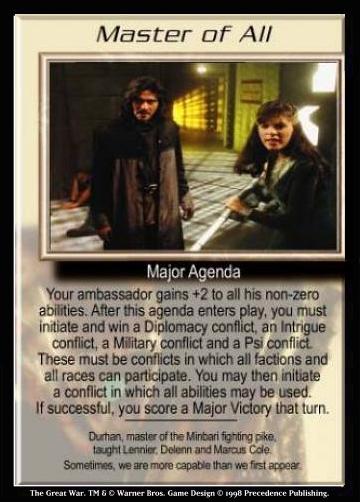 Master of All
Major Agenda
Your ambassador gains +2 to all his non-zero
abilities. After this agenda enters play, you must
initiate and win a Diplomacy conflict, an Intrigue
conflict, a Military conflict and a Psi conflict.
These must be conflicts in which all factions and
all races can participate. You may then initiate
a conflict in which all abilities may be used.
If successful, you score a Major Victory that turn.
Durhan, master of the Minbari fighting pike,
taught Lennier, Delenn and Marcus Cole.
Sometimes, we are more capable than we first appear.
The Great War. TM & © Warner Bros. Game Design © 1998 Precedence Publishing.